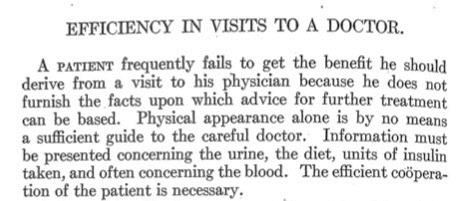 EFFICIENCY IN VISITS TO A DOCTOR.
A PATIENT frequently fails to get the benefit he should
derive from a visit to his physician because he does not
furnish the facts upon which advice for further treatment
can be based. Physical appearance alone is by no means
a sufficient guide to the careful doctor. Information must
be presented concerning the urine, the diet, units of insulin
taken, and often concerning the blood. The efficient coöpera-
tion of the patient is necessary.